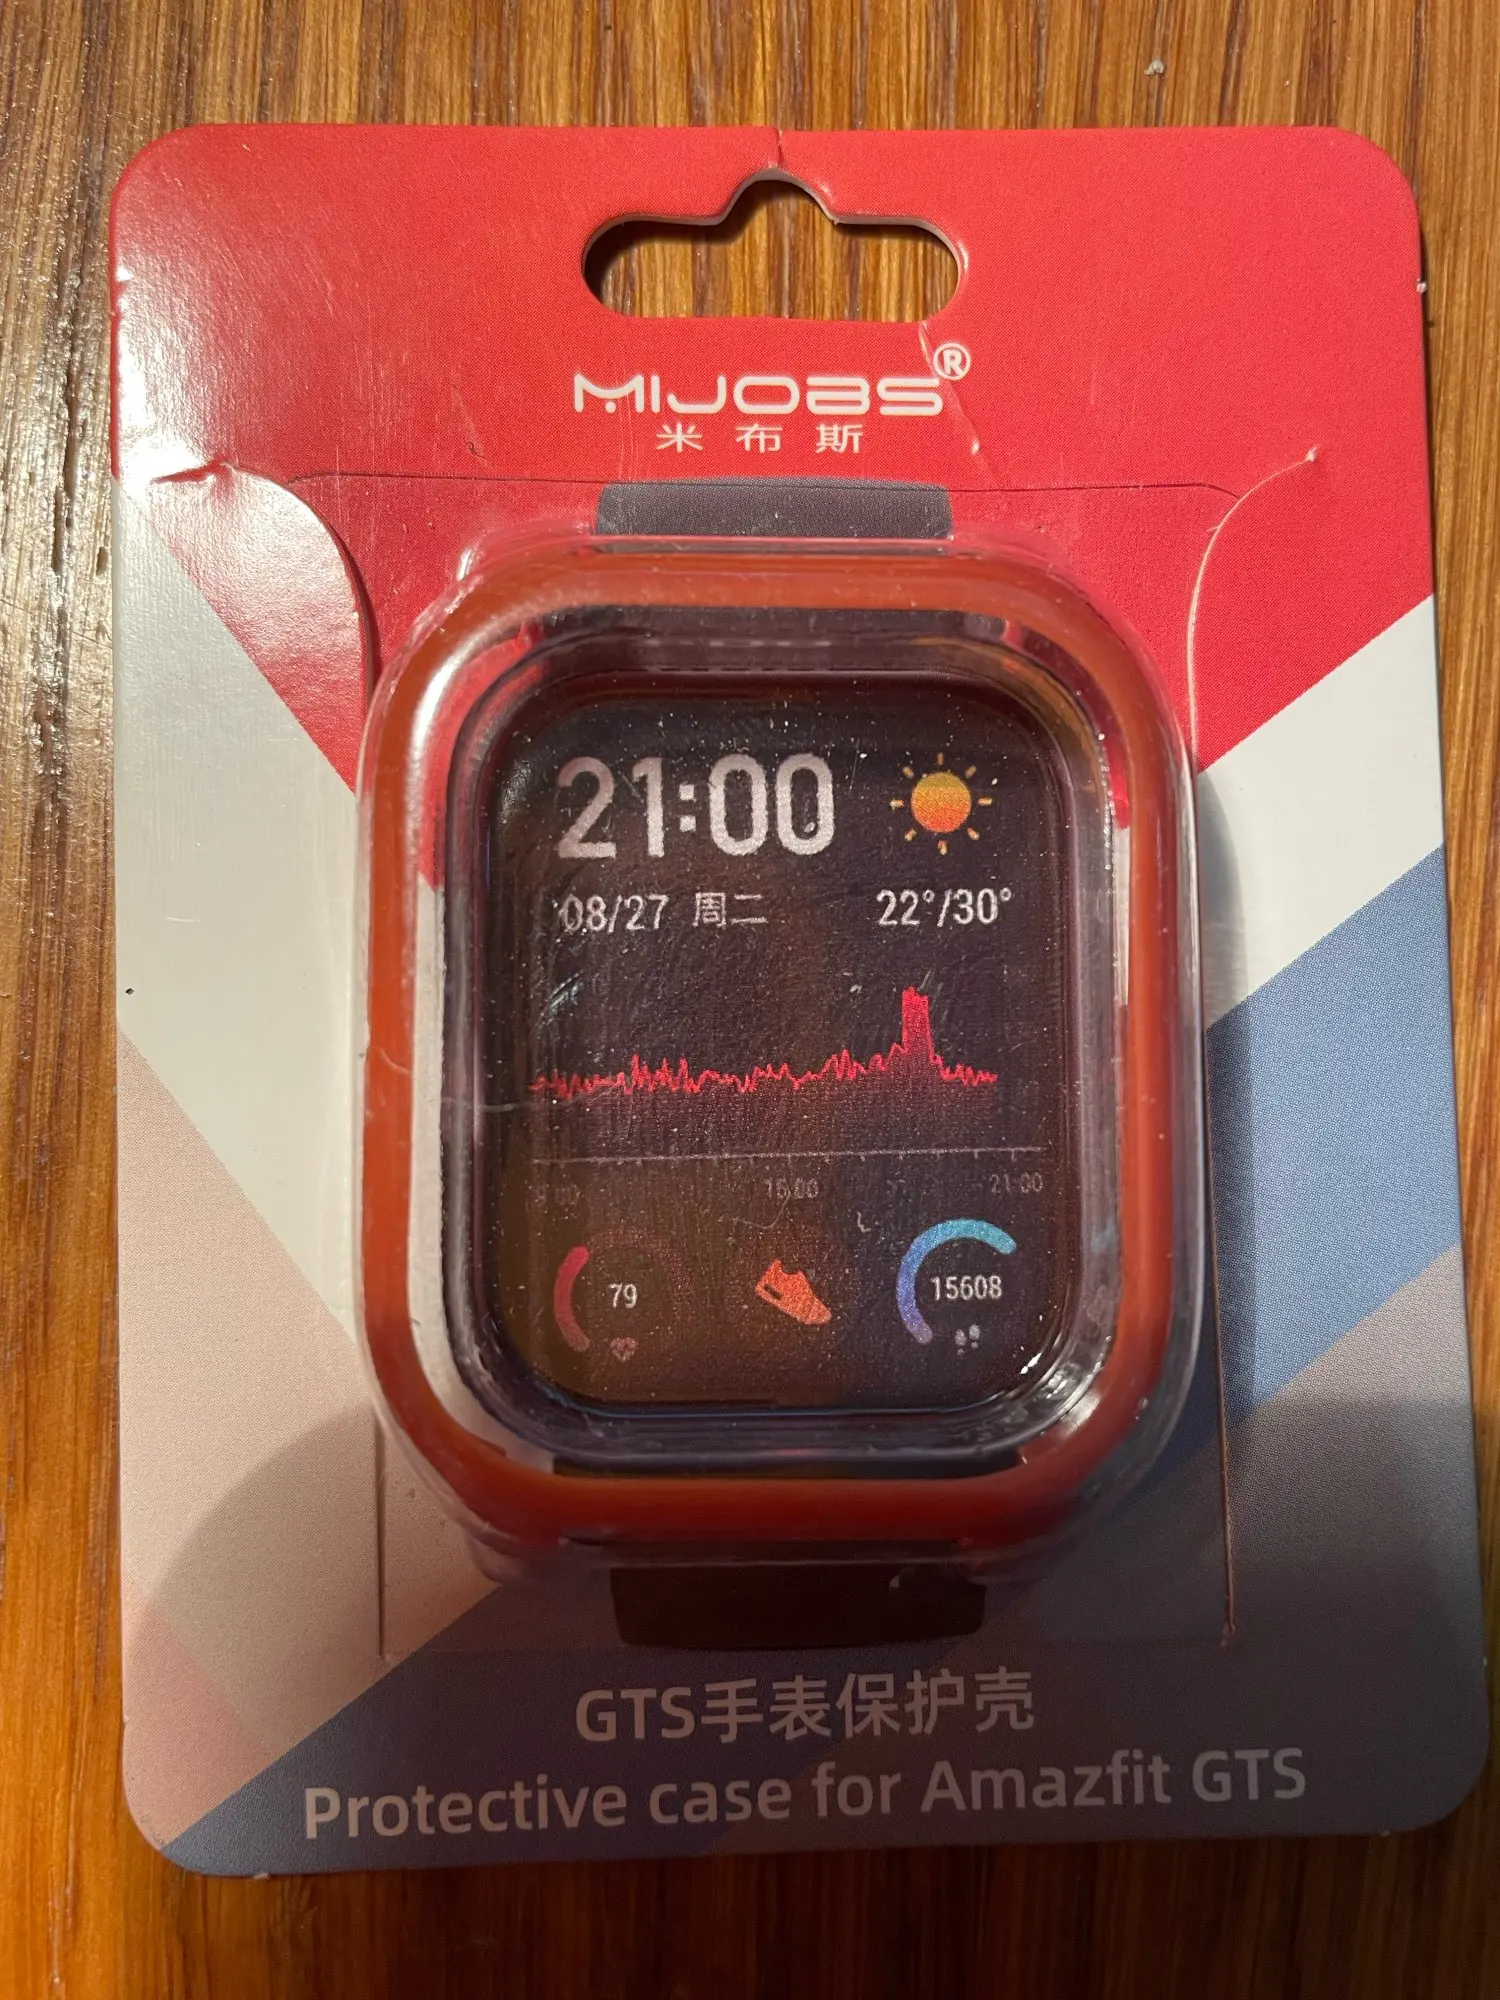 MIJOBS®
米布斯
21:00
08/27 周二 22°/30°
15:00 21:00
79 15608
GTS手表保护壳
Protective case for Amazfit GTS